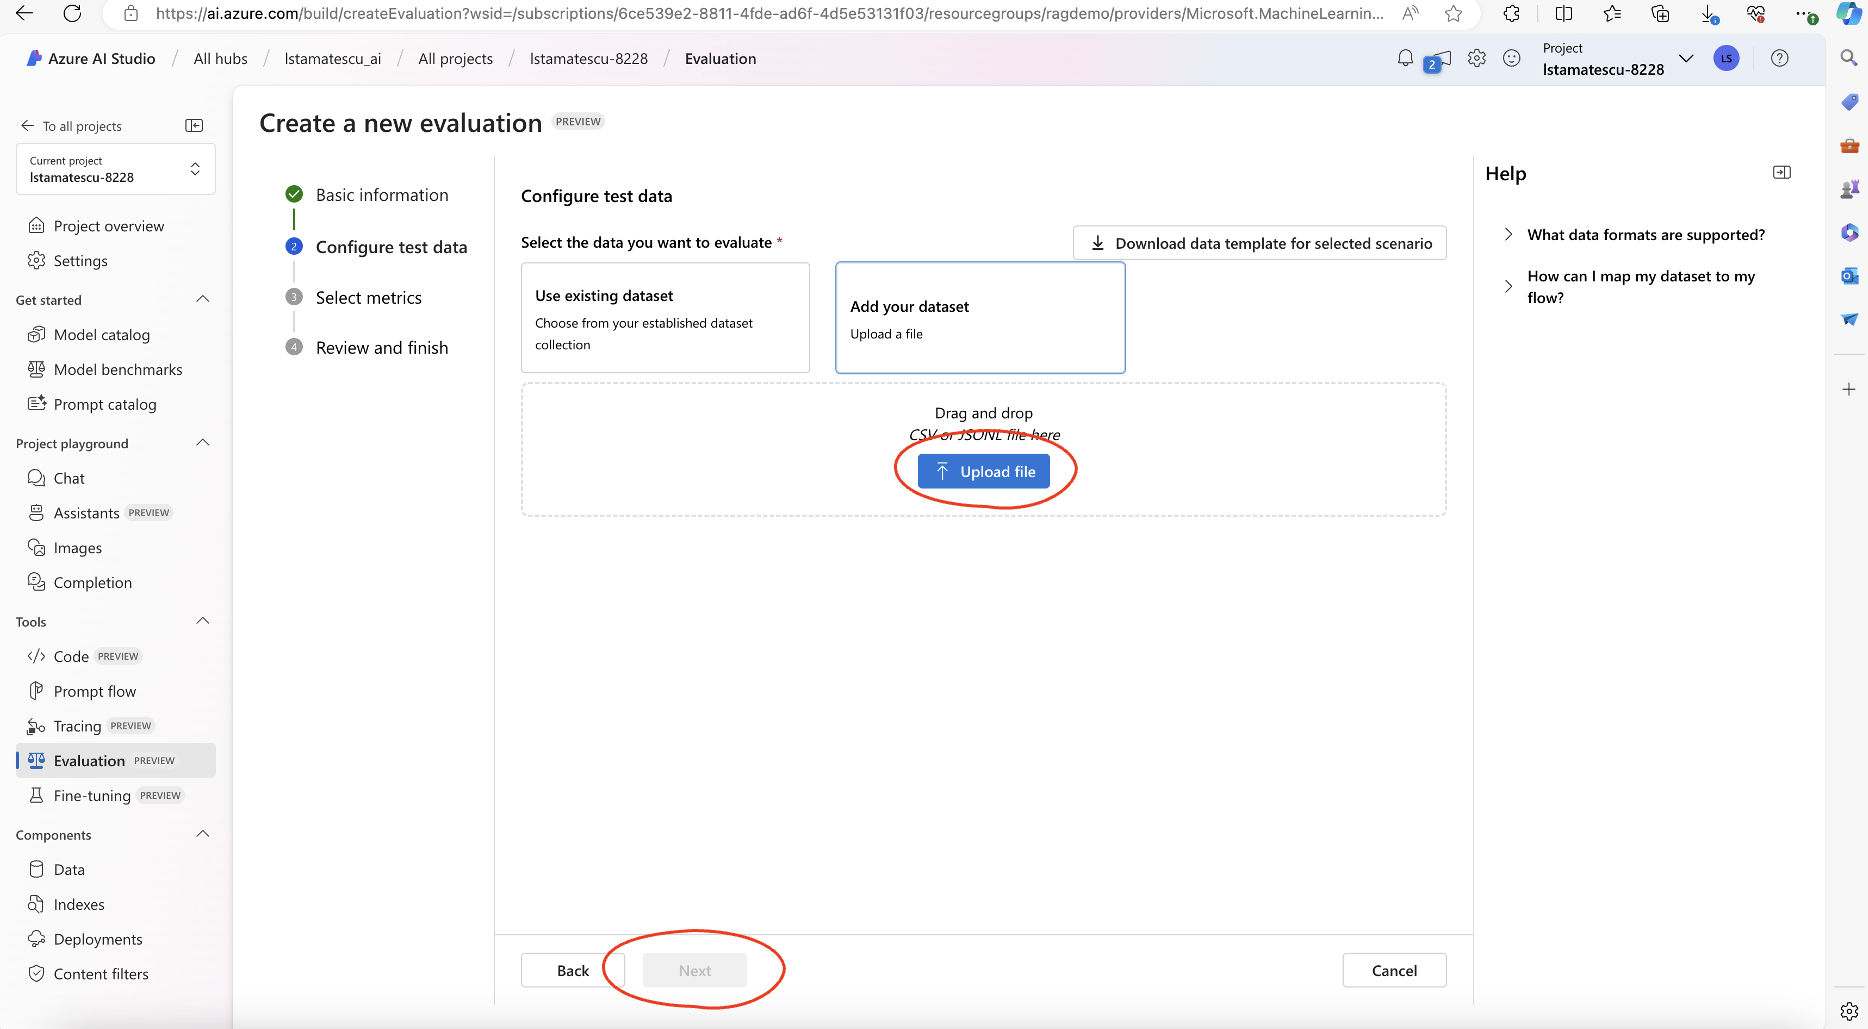 https://ai.azure.com/build/createEvaluation?wsid=/subscriptions/6ce539e2-8811-4fde-ad6f-4d5e53131f03/resourcegroups/ragdemo/providers/Microsoft.MachineLearnin...
Azure AI Studio / All hubs / lstamatescu_ai / All projects / lstamatescu-8228 / Evaluation
2
Project
lstamatescu-8228
LS
To all projects
Current project
lstamatescu-8228
Project overview
Settings
Get started
Model catalog
Model benchmarks
Prompt catalog
Project playground
Chat
Assistants PREVIEW
Images
Completion
Tools
Code PREVIEW
Prompt flow
Tracing PREVIEW
Evaluation PREVIEW
Fine-tuning PREVIEW
Components
Data
Indexes
Deployments
Content filters
Create a new evaluation PREVIEW
Basic information
2 Configure test data
3 Select metrics
4 Review and finish
Configure test data
Select the data you want to evaluate *
Download data template for selected scenario
Use existing dataset
Choose from your established dataset
collection
Add your dataset
Upload a file
Drag and drop
CSV or JSONL file here
Upload file
Back
Next
Cancel
Help
What data formats are supported?
How can I map my dataset to my
flow?